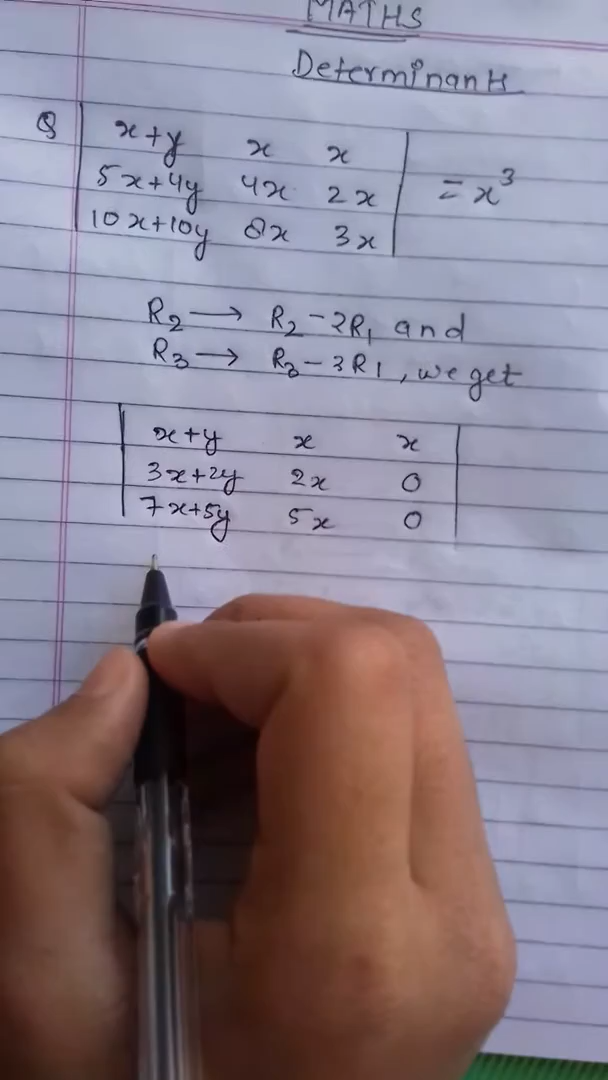 MATHS
Determinant
Q | x+y x x |
| 5x+4y 4x 2x | = x³
| 10x+10y 8x 3x |
R₂ → R₂ - 2R₁ and
R₃ → R₃ - 3R₁, we get
| x+y x x |
| 3x+2y 2x 0 |
| 7x+5y 5x 0 |